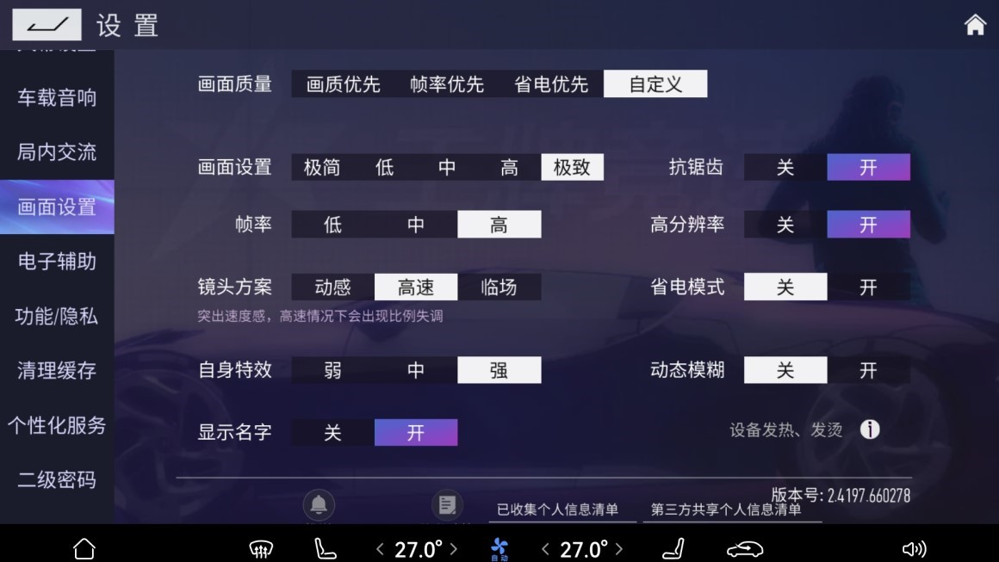 设置
车载音响
局内交流
画面设置
电子辅助
功能/隐私
清理缓存
个性化服务
二级密码
画面质量 画质优先 帧率优先 省电优先 自定义
画面设置 极简 低 中 高 极致 抗锯齿 关 开
帧率 低 中 高 高分辨率 关 开
镜头方案 动感 高速 临场 省电模式 关 开
突出速度感，高速情况下会出现比例失调
自身特效 弱 中 强 动态模糊 关 开
显示名字 关 开 设备发热、发烫
版本号: 2.4197.660278
已收集个人信息清单 第三方共享个人信息清单
27.0° 自动 27.0°